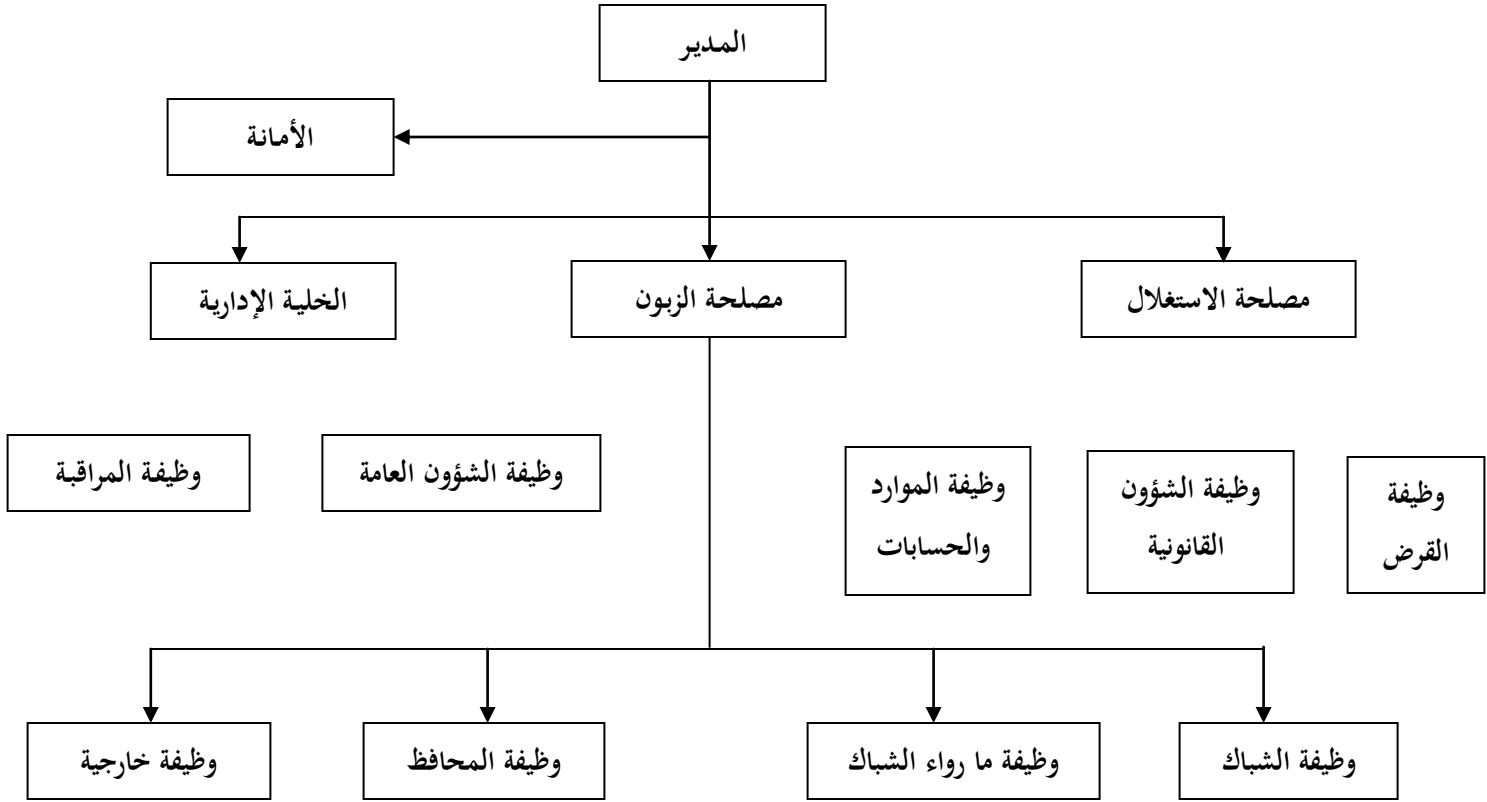 المدير
الأمانة
مصلحة الاستغلال
مصلحة الزبون
الخلية الإدارية
وظيفة
القرض
وظيفة الشؤون
القانونية
وظيفة الموارد
والحسابات
وظيفة الشؤون العامة
وظيفة المراقبة
وظيفة الشباك
وظيفة ما رواء الشباك
وظيفة المحافظ
وظيفة خارجية